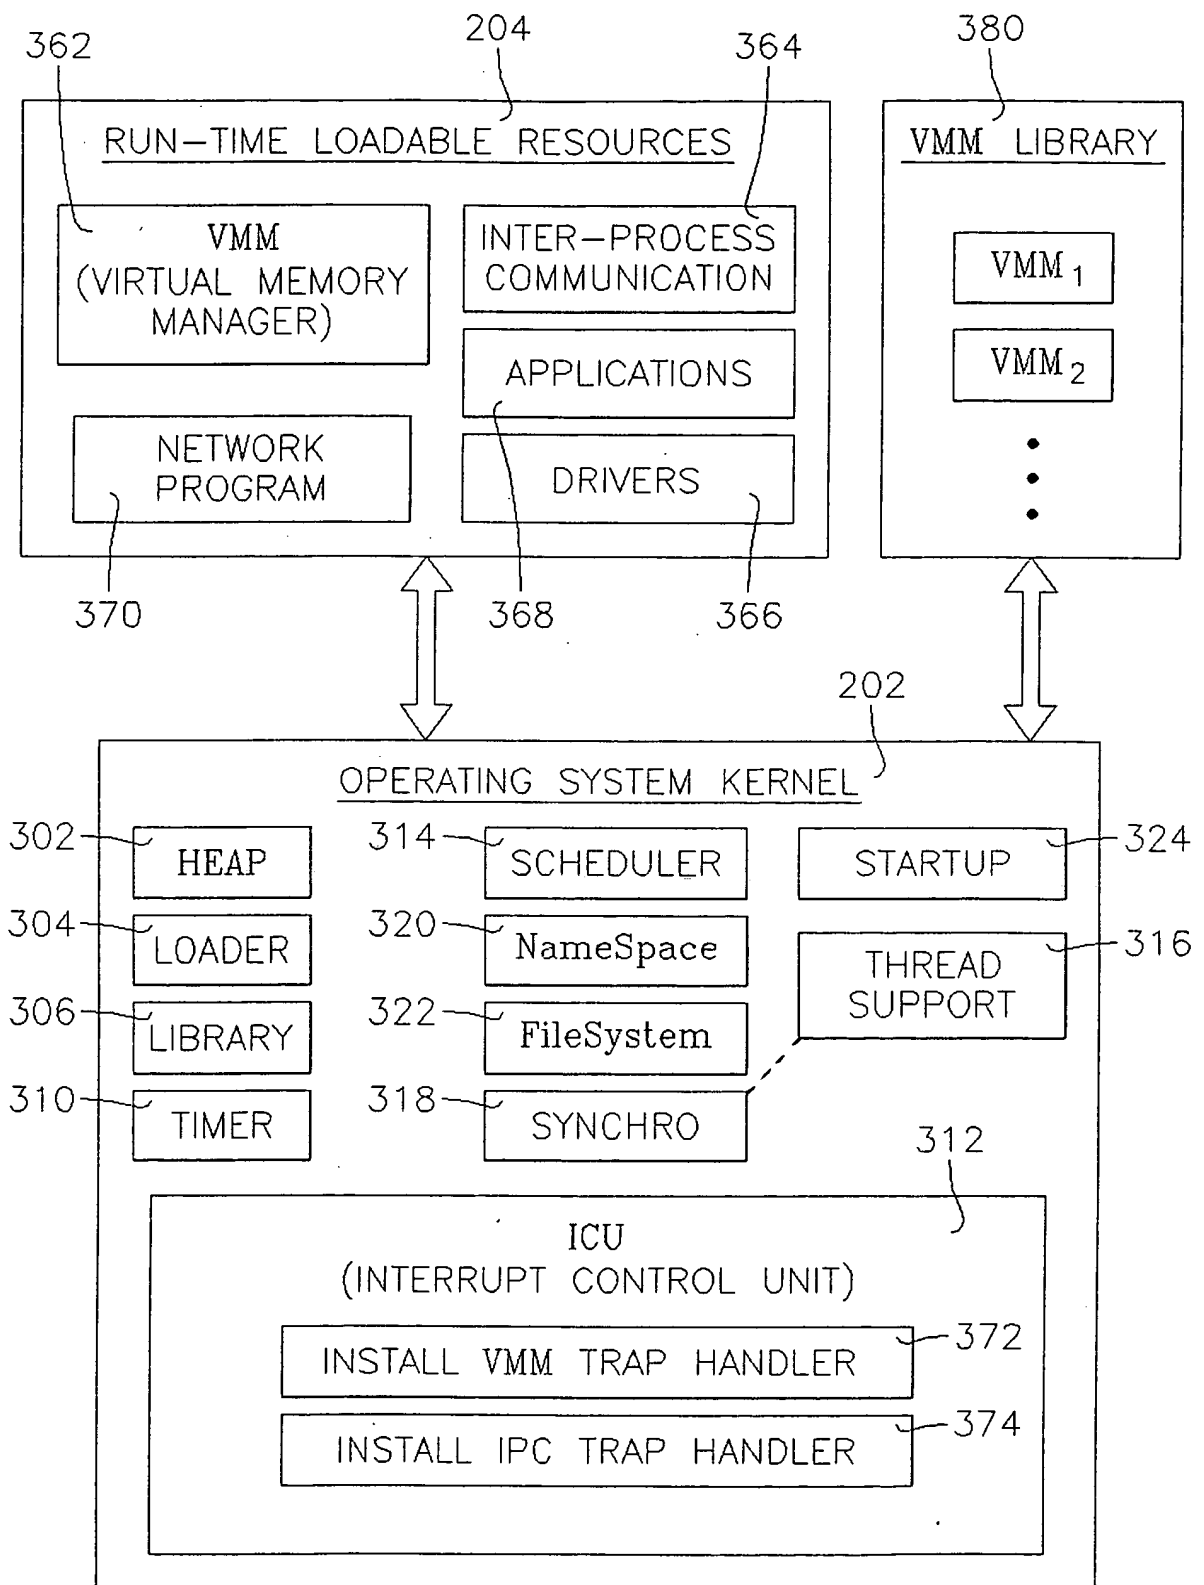 362
204
364
380
RUN-TIME LOADABLE RESOURCES
VMM
(VIRTUAL MEMORY
MANAGER)
INTER-PROCESS
COMMUNICATION
APPLICATIONS
NETWORK
PROGRAM
DRIVERS
370
368
366
VMM LIBRARY
VMM1
VMM2
202
OPERATING SYSTEM KERNEL
302
HEAP
314
SCHEDULER
STARTUP
324
304
LOADER
320
NameSpace
THREAD
SUPPORT
316
306
LIBRARY
322
FileSystem
310
TIMER
318
SYNCHRO
312
ICU
(INTERRUPT CONTROL UNIT)
INSTALL VMM TRAP HANDLER
372
INSTALL IPC TRAP HANDLER
374